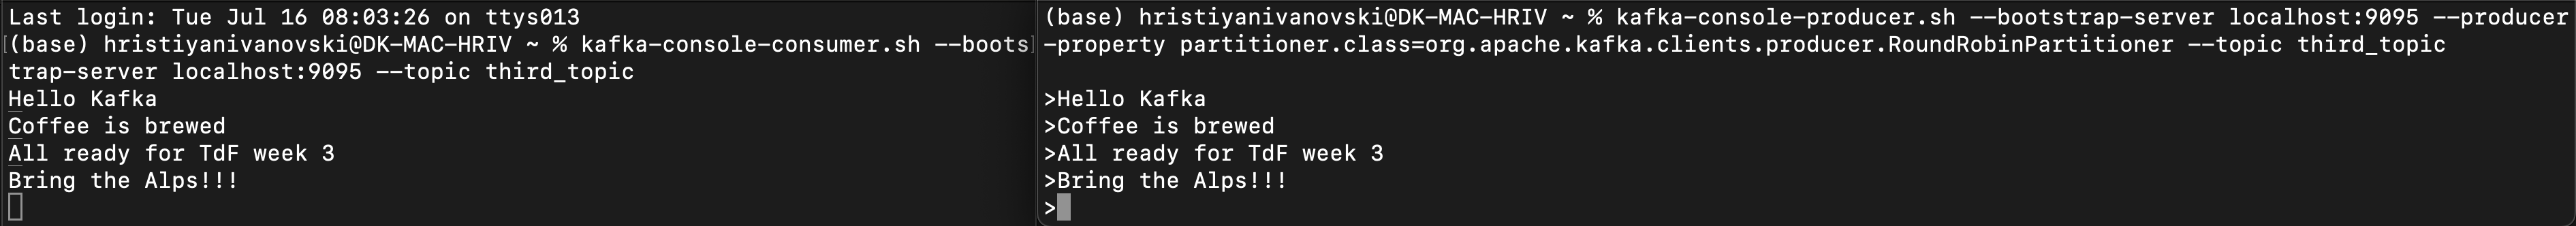 Last login: Tue Jul 16 08:03:26 on ttys013
[(base) hristiyanivanovski@DK-MAC-HRIV ~ % kafka-console-consumer.sh --boots]
trap-server localhost:9095 --topic third_topic
Hello Kafka
Coffee is brewed
All ready for TdF week 3
Bring the Alps!!!
(base) hristiyanivanovski@DK-MAC-HRIV ~ % kafka-console-producer.sh --bootstrap-server localhost:9095 --producer
-property partitioner.class=org.apache.kafka.clients.producer.RoundRobinPartitioner --topic third_topic
>Hello Kafka
>Coffee is brewed
>All ready for TdF week 3
>Bring the Alps!!!
>